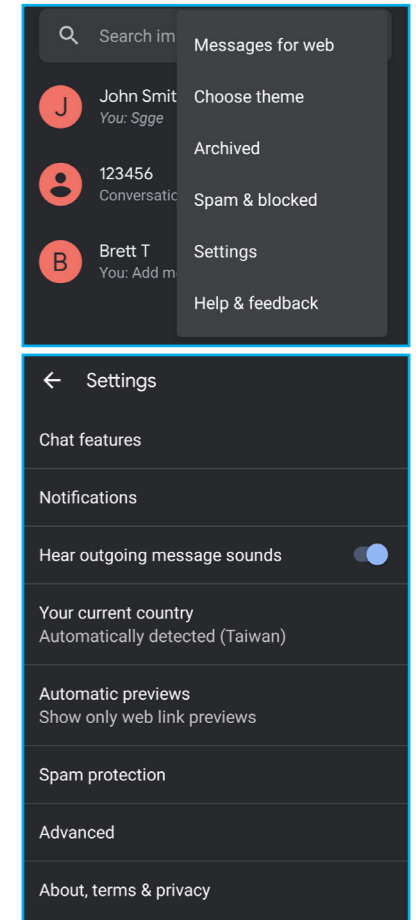 Search im
Messages for web
J
John Smit
You: Sgge
Choose theme
Archived
123456
Conversatio
Spam & blocked
B
Brett T
You: Add m
Settings
Help & feedback
Settings
Chat features
Notifications
Hear outgoing message sounds
Your current country
Automatically detected (Taiwan)
Automatic previews
Show only web link previews
Spam protection
Advanced
About, terms & privacy